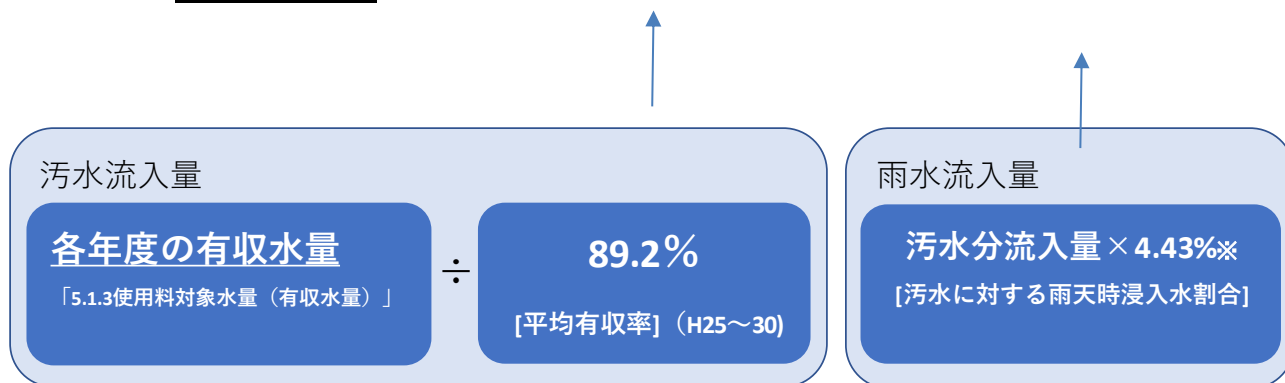 汚水流入量
各年度の有収水量
「5.1.3使用料対象水量（有収水量）」
÷
89.2％
[平均有収率]（H25～30)
雨水流入量
汚水分流入量×4.43%※
[汚水に対する雨天時浸入水割合]